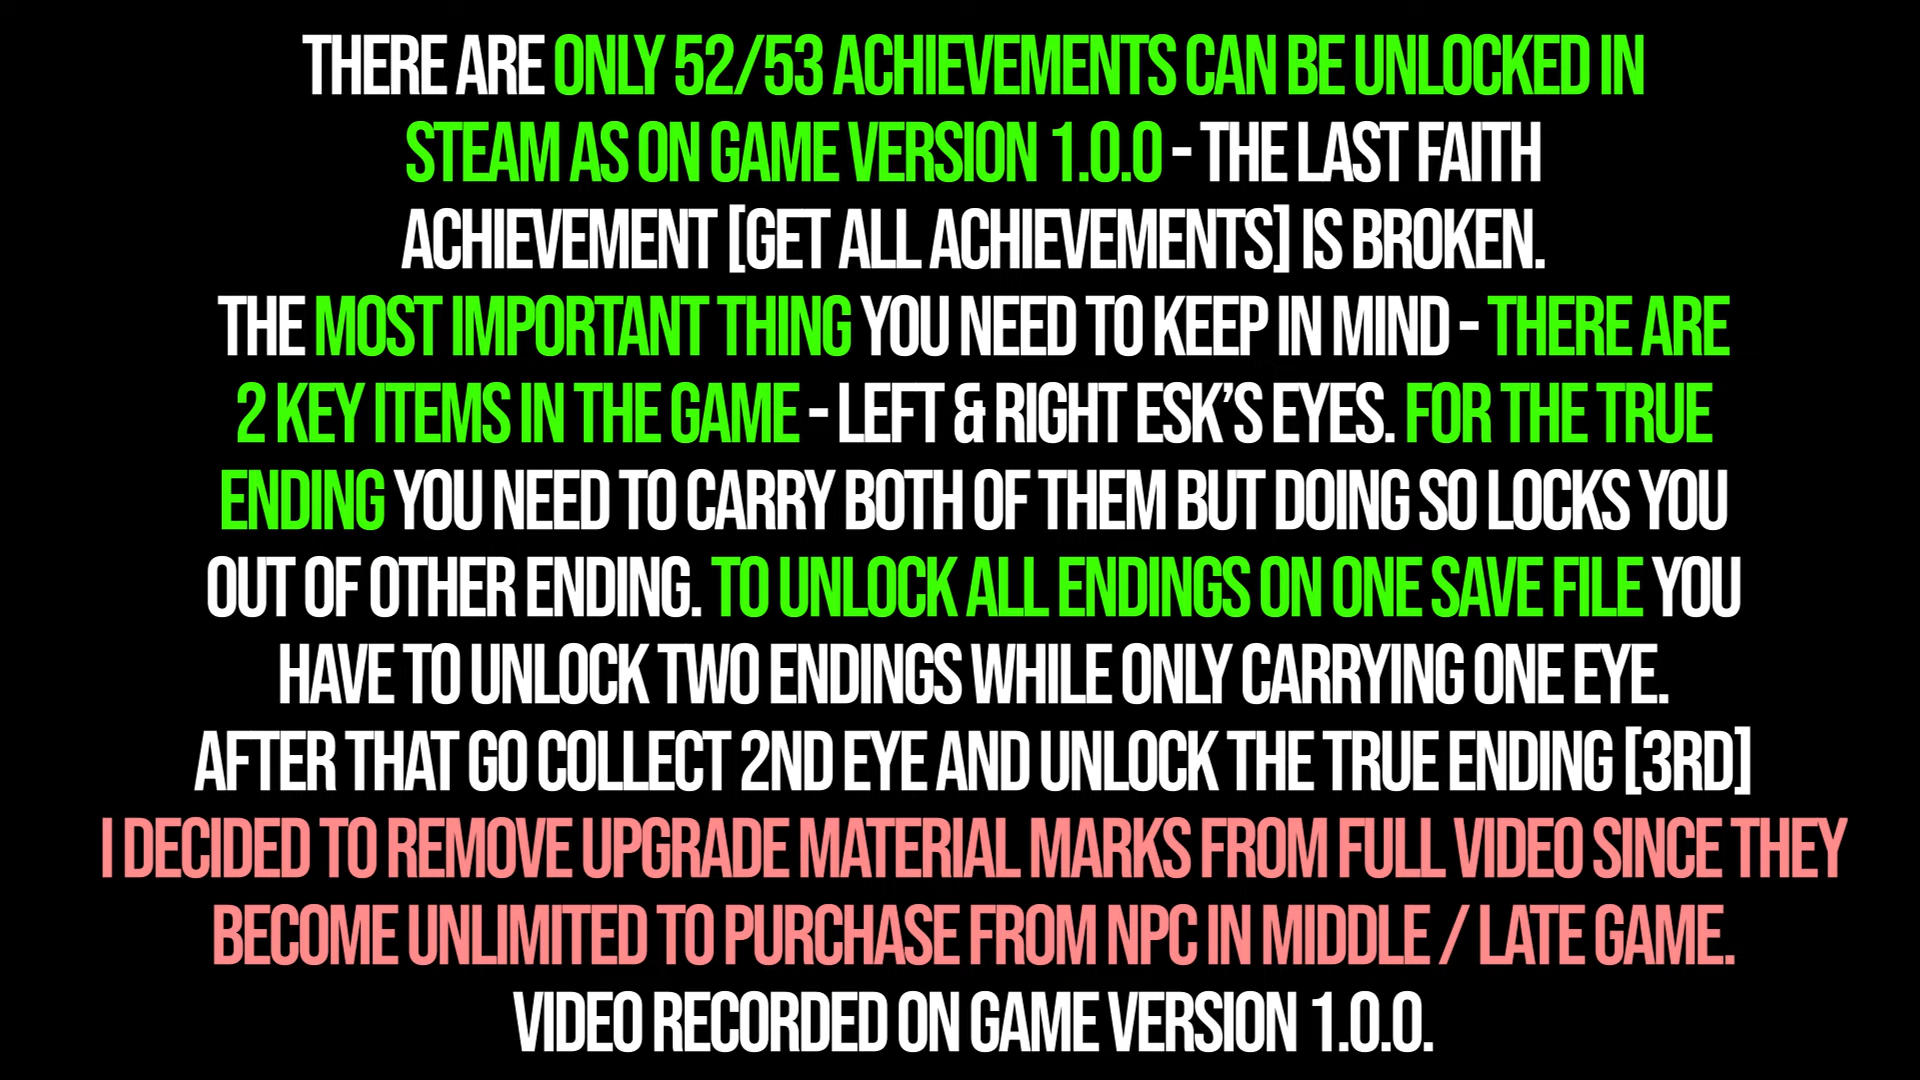 THERE ARE ONLY 52/53 ACHIEVEMENTS CAN BE UNLOCKED IN
STEAM AS ON GAME VERSION 1.0.0 - THE LAST FAITH
ACHIEVEMENT [GET ALL ACHIEVEMENTS] IS BROKEN.
THE MOST IMPORTANT THING YOU NEED TO KEEP IN MIND - THERE ARE
2 KEY ITEMS IN THE GAME - LEFT & RIGHT ESK'S EYES. FOR THE TRUE
ENDING YOU NEED TO CARRY BOTH OF THEM BUT DOING SO LOCKS YOU
OUT OF OTHER ENDING. TO UNLOCK ALL ENDINGS ON ONE SAVE FILE YOU
HAVE TO UNLOCK TWO ENDINGS WHILE ONLY CARRYING ONE EYE.
AFTER THAT GO COLLECT 2ND EYE AND UNLOCK THE TRUE ENDING [3RD]
I DECIDED TO REMOVE UPGRADE MATERIAL MARKS FROM FULL VIDEO SINCE THEY
BECOME UNLIMITED TO PURCHASE FROM NPC IN MIDDLE / LATE GAME.
VIDEO RECORDED ON GAME VERSION 1.0.0.